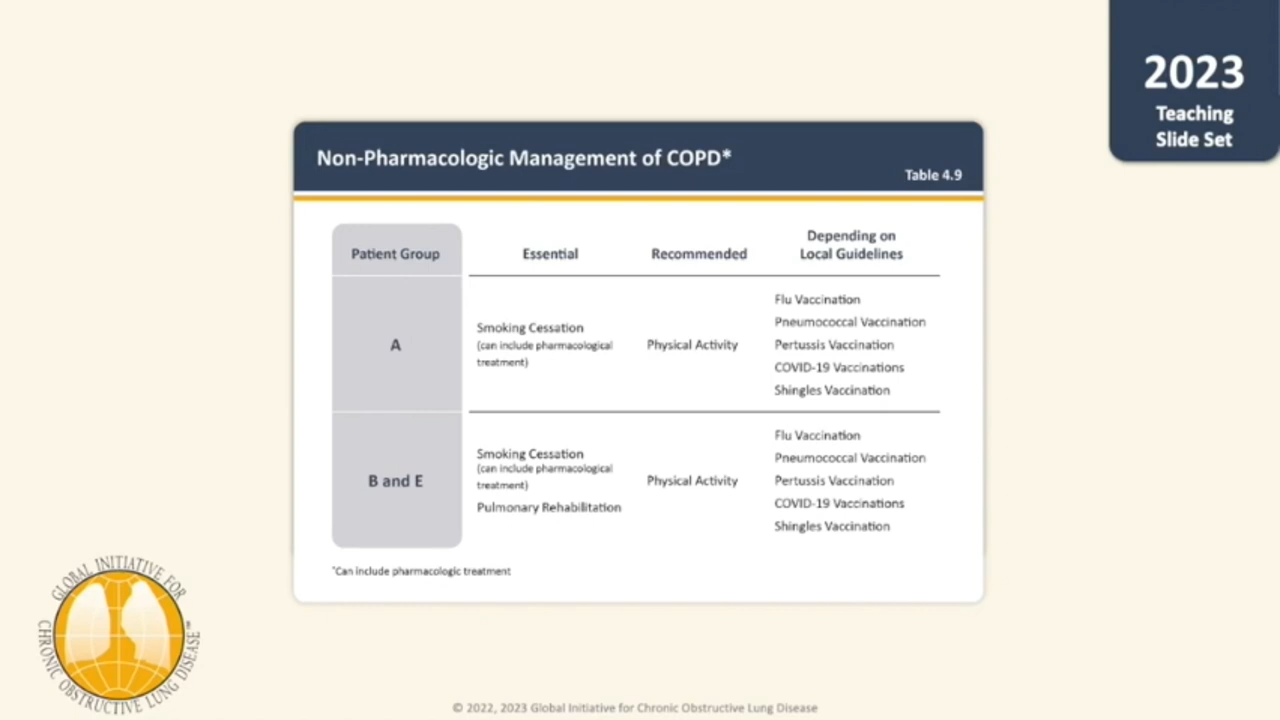 2023
Teaching
Slide Set
Non-Pharmacologic Management of COPD*
Table 4.9
Patient Group
Essential
Recommended
Depending on
Local Guidelines
A
Smoking Cessation
(can include pharmacological
treatment)
Physical Activity
Flu Vaccination
Pneumococcal Vaccination
Pertussis Vaccination
COVID-19 Vaccinations
Shingles Vaccination
B and E
Smoking Cessation
(can include pharmacological
treatment)
Pulmonary Rehabilitation
Physical Activity
Flu Vaccination
Pneumococcal Vaccination
Pertussis Vaccination
COVID-19 Vaccinations
Shingles Vaccination
*Can include pharmacologic treatment
GLOBAL INITIATIVE FOR
CHRONIC OBSTRUCTIVE LUNG DISEASE™
© 2022, 2023 Global Initiative for Chronic Obstructive Lung Disease